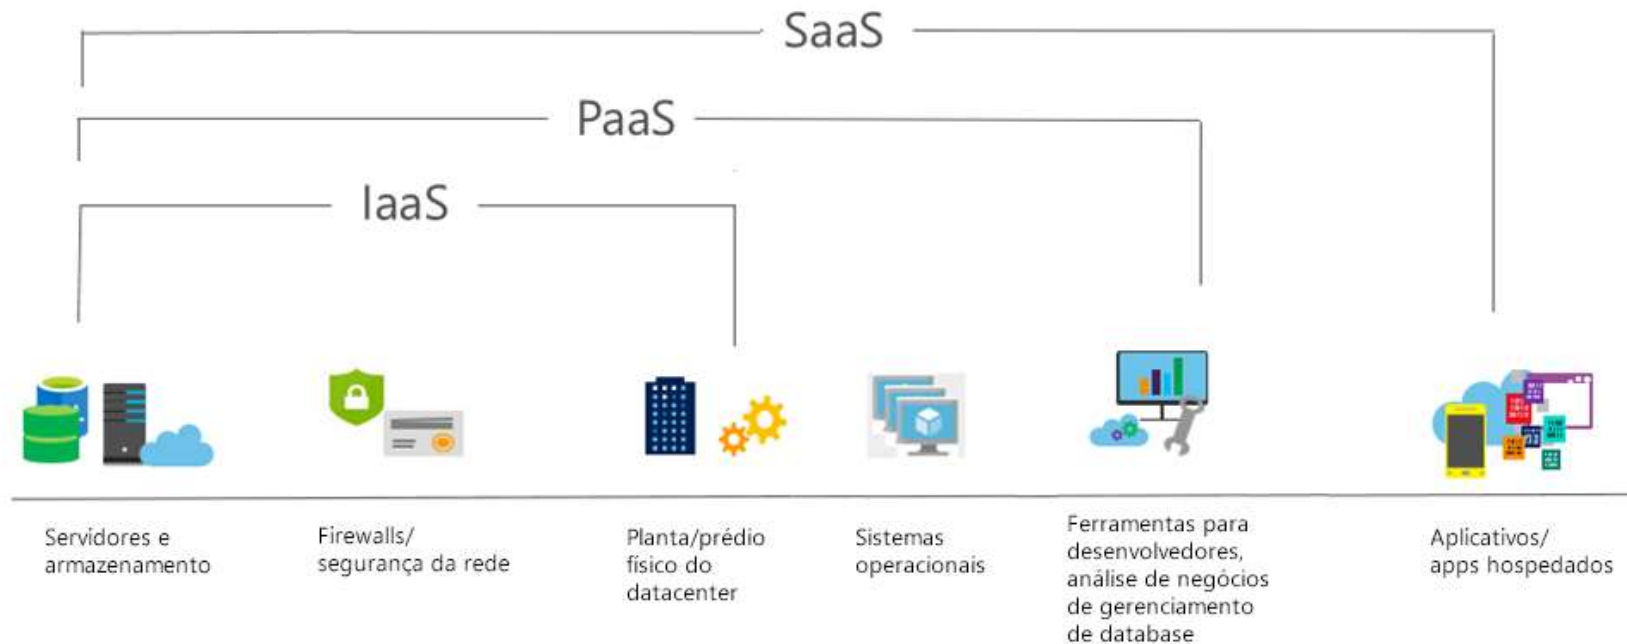 SaaS
PaaS
IaaS
Servidores e
armazenamento
Firewalls/
segurança da rede
Planta/prédio
físico do
datacenter
Sistemas
operacionais
Ferramentas para
desenvolvedores,
análise de negócios
de gerenciamento
de database
Aplicativos/
apps hospedados